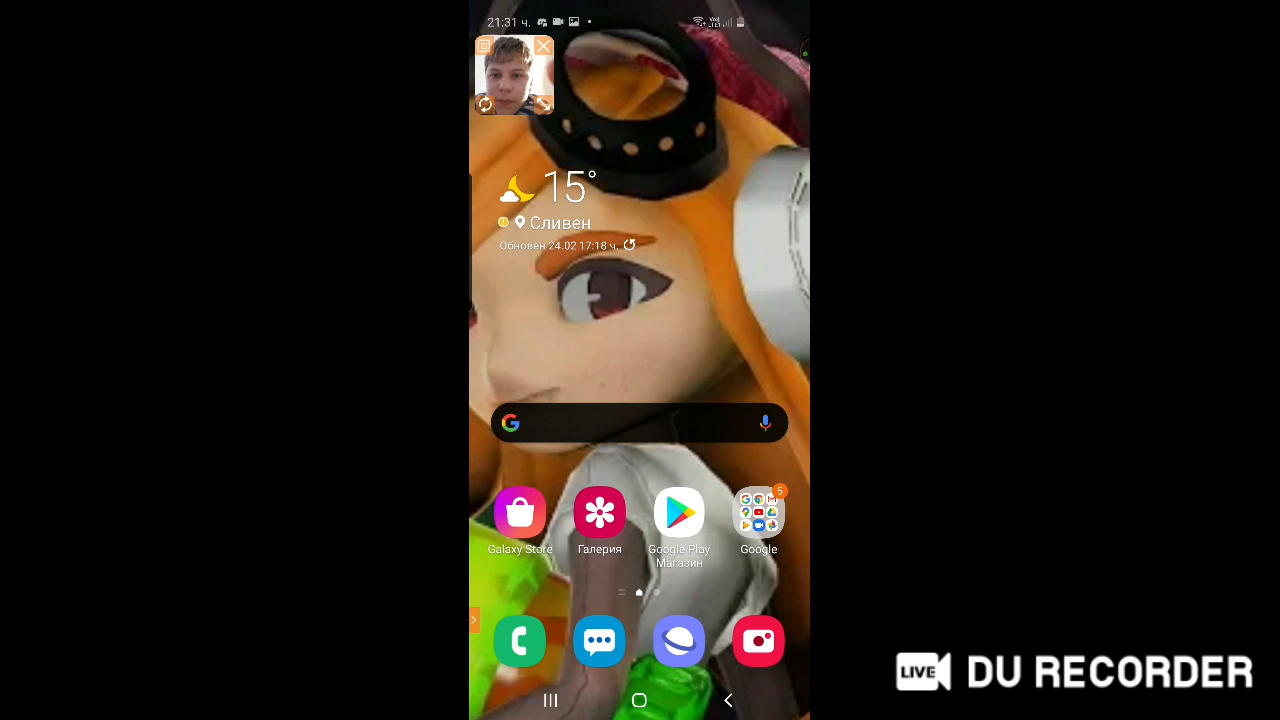 21:31 ч.
15°
Сливен
Обновен 24.02 17:18 ч.
5
Galaxy Store
Галерия
Google Play Магазин
Google
LIVE DU RECORDER